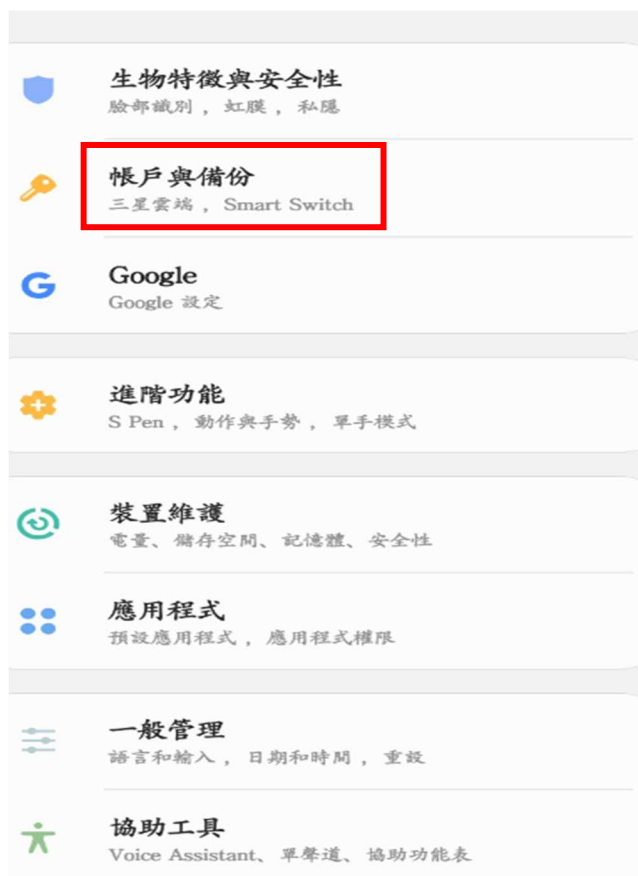 生物特徵與安全性
臉部識別，虹膜，私隱
帳戶與備份
三星雲端，Smart Switch
Google
Google 設定
進階功能
S Pen，動作與手勢，單手模式
裝置維護
電量、儲存空間、記憶體、安全性
應用程式
預設應用程式，應用程式權限
一般管理
語言和輸入，日期和時間，重設
協助工具
Voice Assistant、單聲道、協助功能表